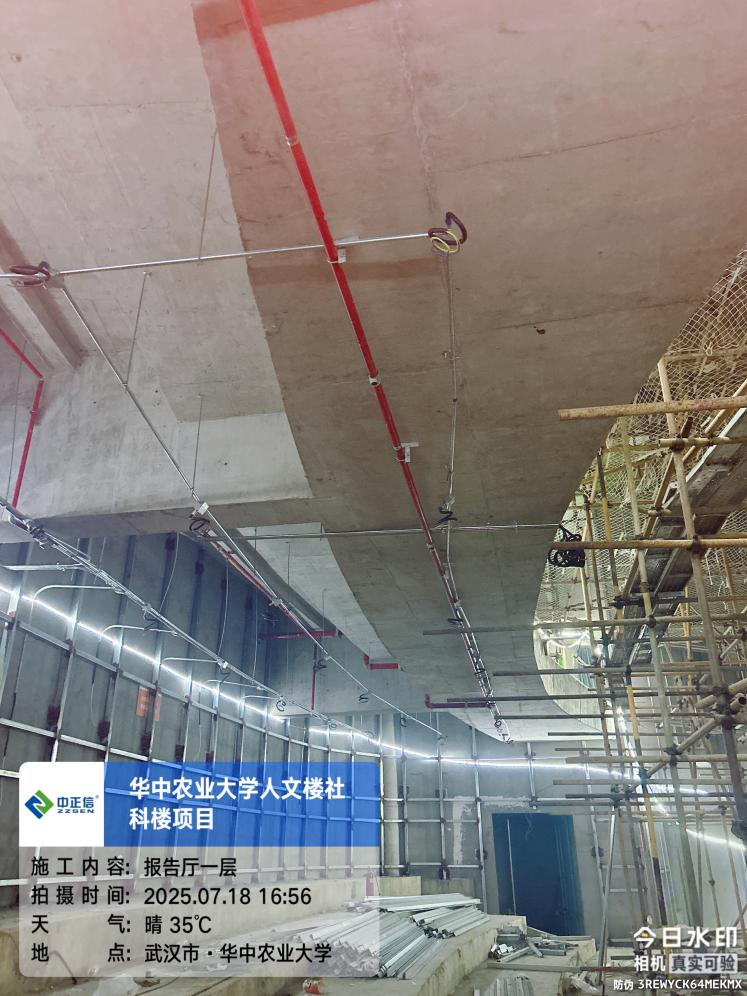 中正信®
ZZSEN
华中农业大学人文楼社
科楼项目
施工内容：报告厅一层
拍摄时间：2025.07.18 16:56
天气：晴 35℃
地点：武汉市·华中农业大学
今日水印
相机 真实可验
防伪 3REWYCK64MEKMX